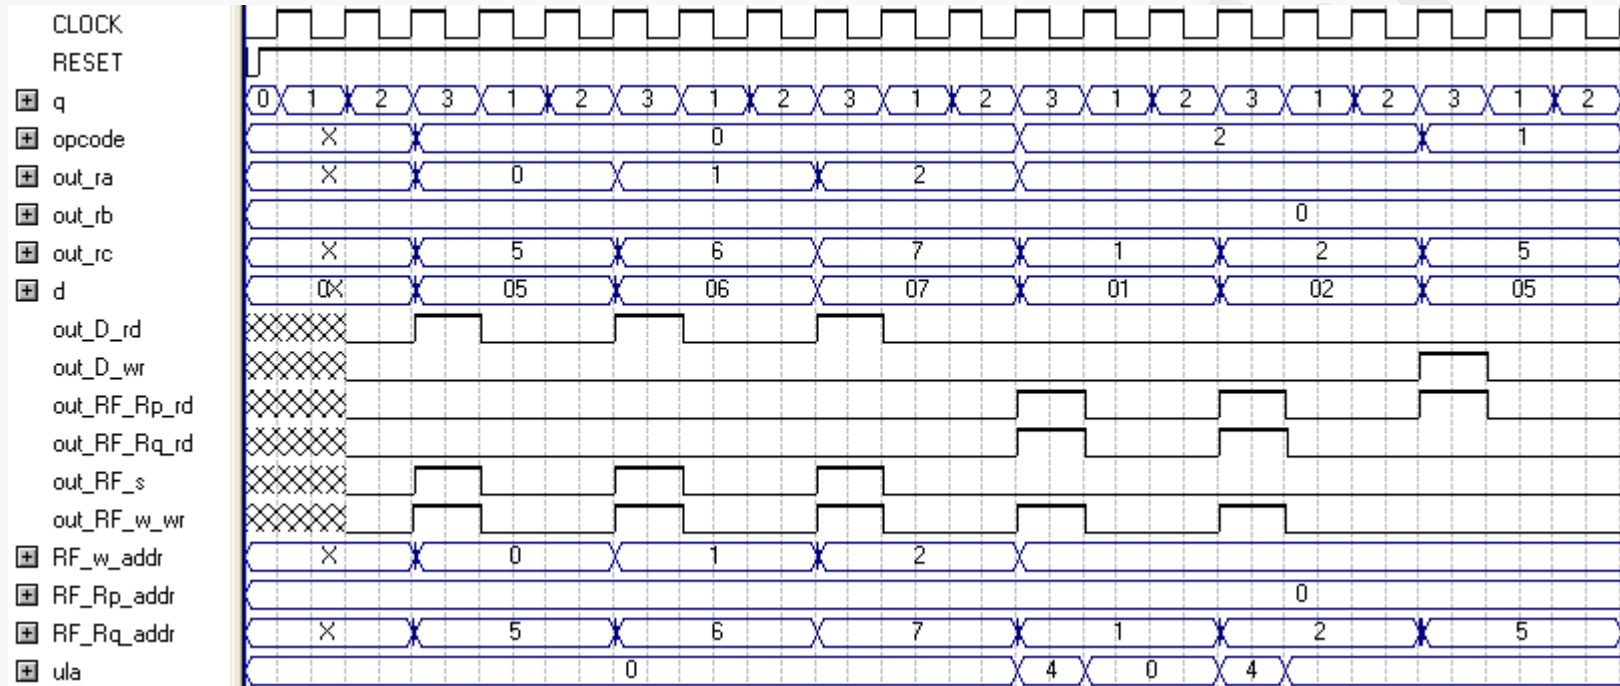 CLOCK
RESET
q 0 1 2 3 1 2 3 1 2 3 1 2 3 1 2 3 1 2 3 1 2
opcode X 0 2 1
out_ra X 0 1 2
out_rb 0
out_rc X 5 6 7 1 2 5
d 0X 05 06 07 01 02 05
out_D_rd
out_D_wr
out_RF_Rp_rd
out_RF_Rq_rd
out_RF_s
out_RF_w_wr
RF_w_addr X 0 1 2
RF_Rp_addr 0
RF_Rq_addr X 5 6 7 1 2 5
ula 0 4 0 4